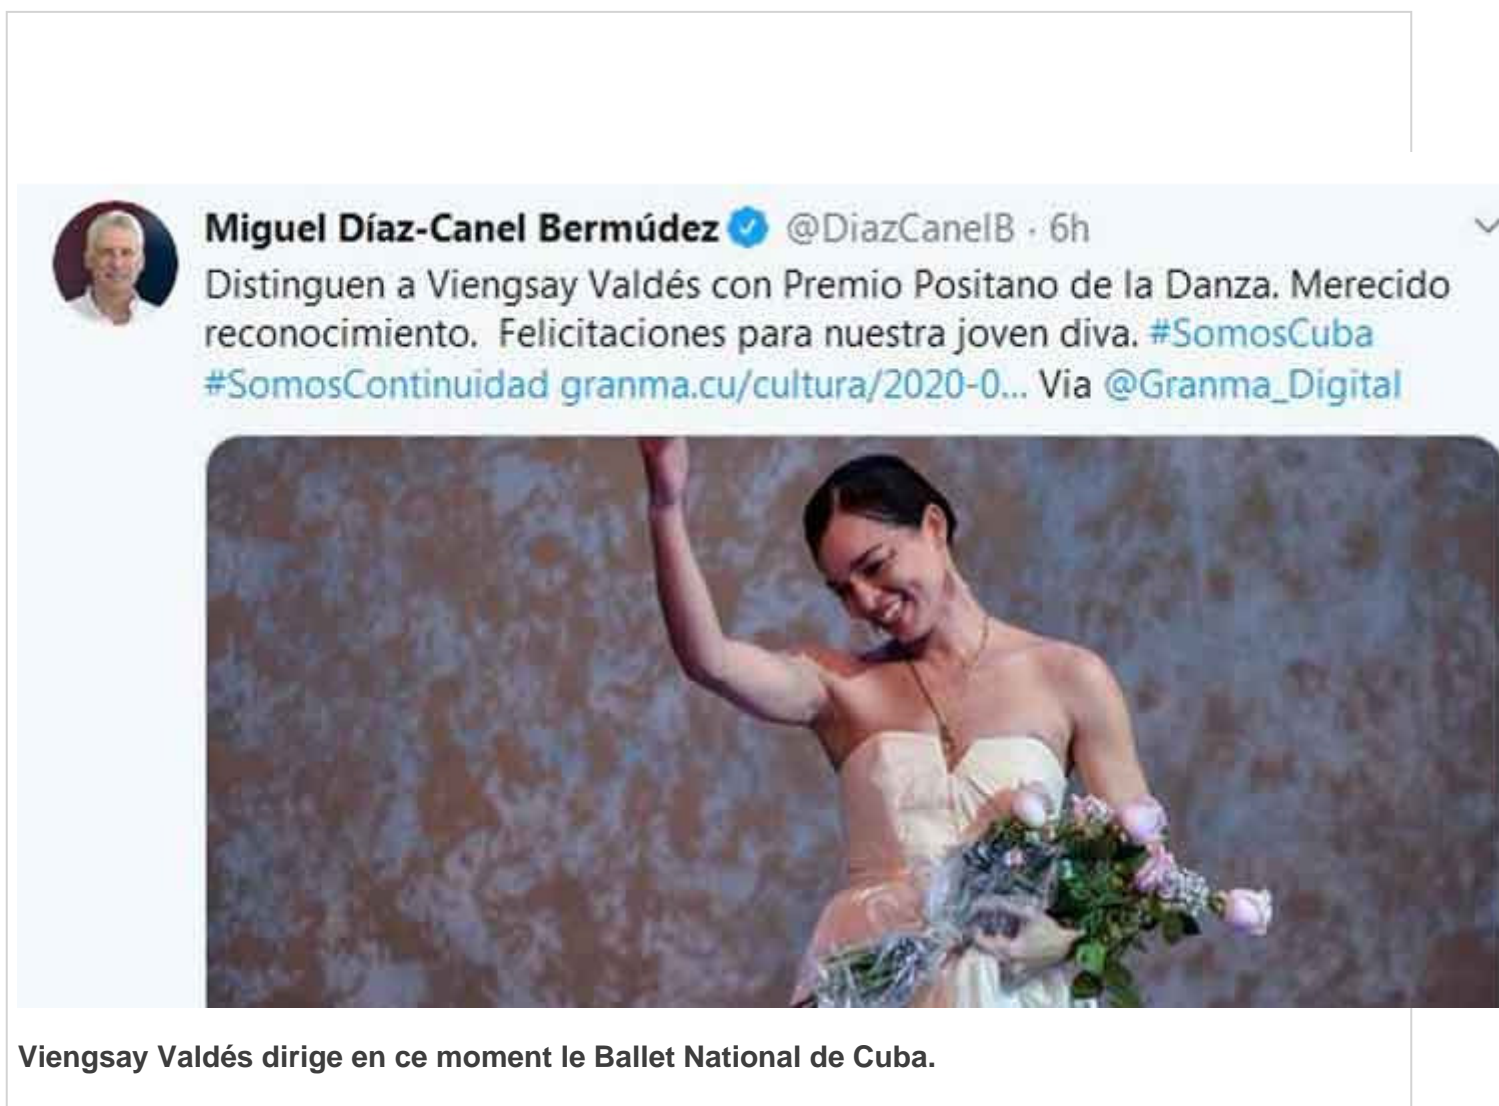 Miguel Díaz-Canel Bermúdez @DiazCanelB · 6h
Distinguen a Viengsay Valdés con Premio Positano de la Danza. Merecido
reconocimiento. Felicitaciones para nuestra joven diva. #SomosCuba
#SomosContinuidad granma.cu/cultura/2020-0... Via @Granma_Digital
Viengsay Valdés dirige en ce moment le Ballet National de Cuba.